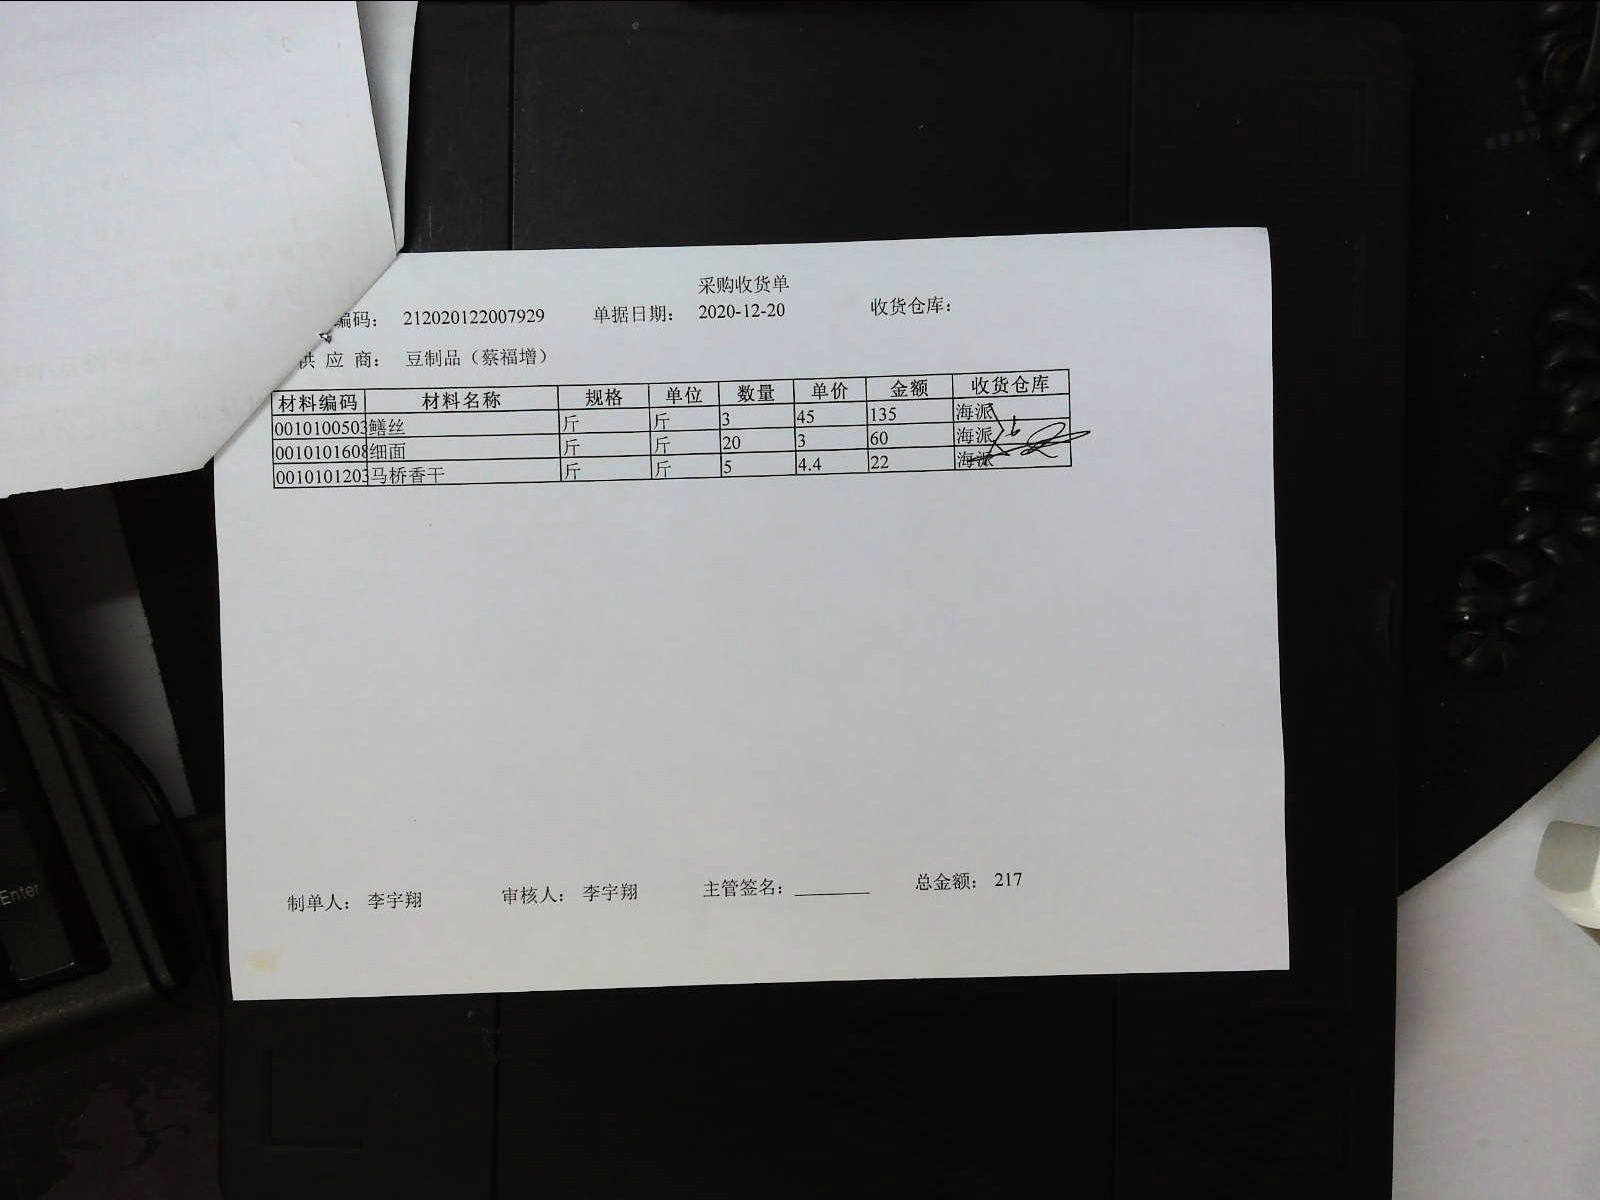 采购收货单
编码： 212020122007929 单据日期： 2020-12-20 收货仓库：
供 应 商： 豆制品（蔡福增）
材料编码 材料名称 规格 单位 数量 单价 金额 收货仓库
0010100503 鳝丝 斤 斤 3 45 135 海派
0010101608 细面 斤 斤 20 3 60 海派
0010101203 马桥香干 斤 斤 5 4.4 22 海派
制单人： 李宇翔 审核人： 李宇翔 主管签名： 总金额： 217
Enter